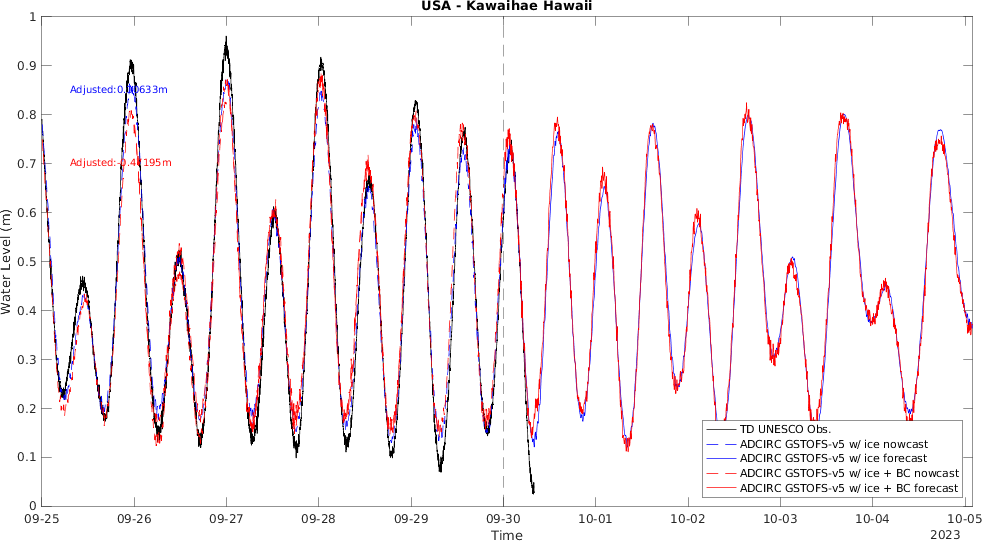 USA - Kawaihae Hawaii
1
0.9
0.8
0.7
0.6
0.5
0.4
0.3
0.2
0.1
0
Water Level (m)
Adjusted:
m
Adjusted:
195m
TD UNESCO Obs.
ADCIRC GSTOFS-v5 w/ ice nowcast
ADCIRC GSTOFS-v5 w/ ice forecast
ADCIRC GSTOFS-v5 w/ ice + BC nowcast
ADCIRC GSTOFS-v5 w/ ice + BC forecast
09-25 09-26 09-27 09-28 09-29 09-30 10-01 10-02 10-03 10-04 10-05
Time
2023